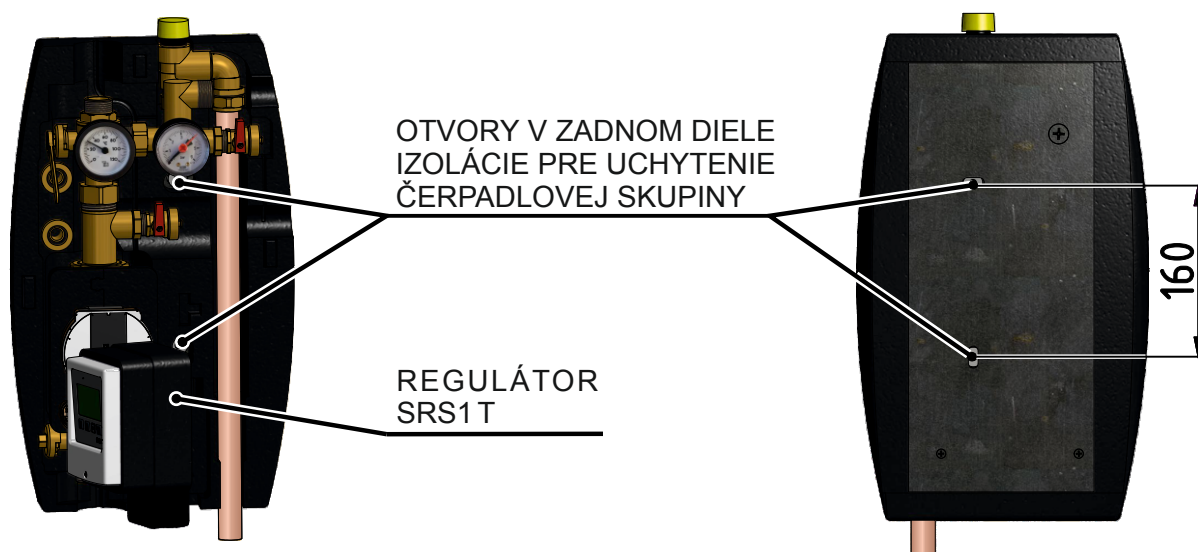 OTVORY V ZADNOM DIELE
IZOLÁCIE PRE UCHYTENIE
ČERPADLOVEJ SKUPINY
160
REGULÁTOR
SRS1 T